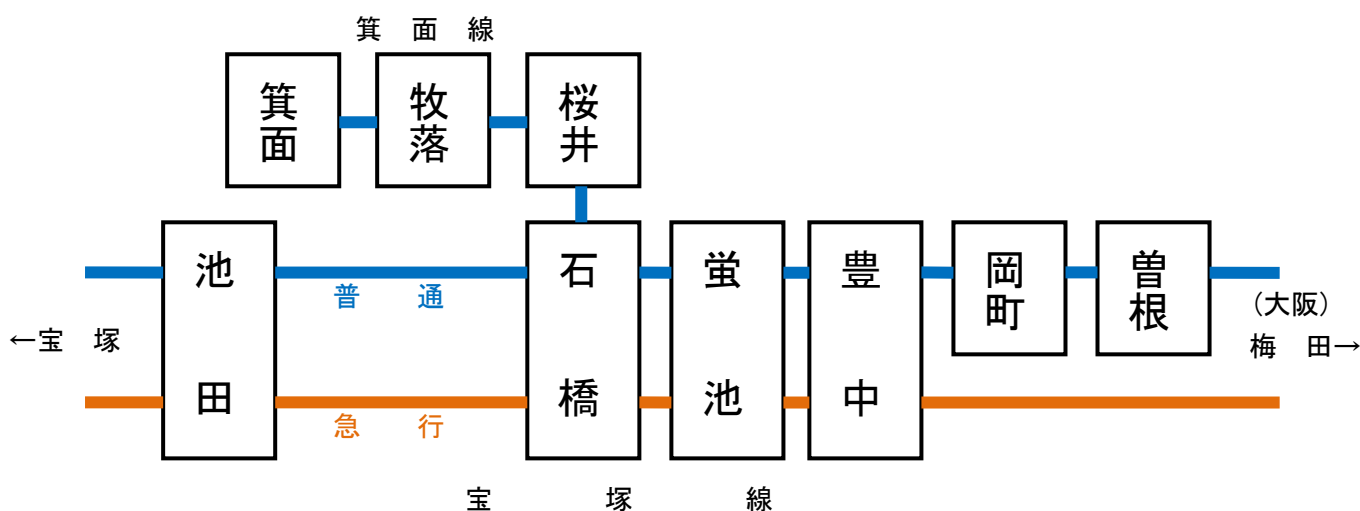 箕面線
箕面
牧落
桜井
池田
石橋
蛍池
豊中
岡町
曽根
普通
急行
←宝塚
(大阪)
梅田→
宝塚線